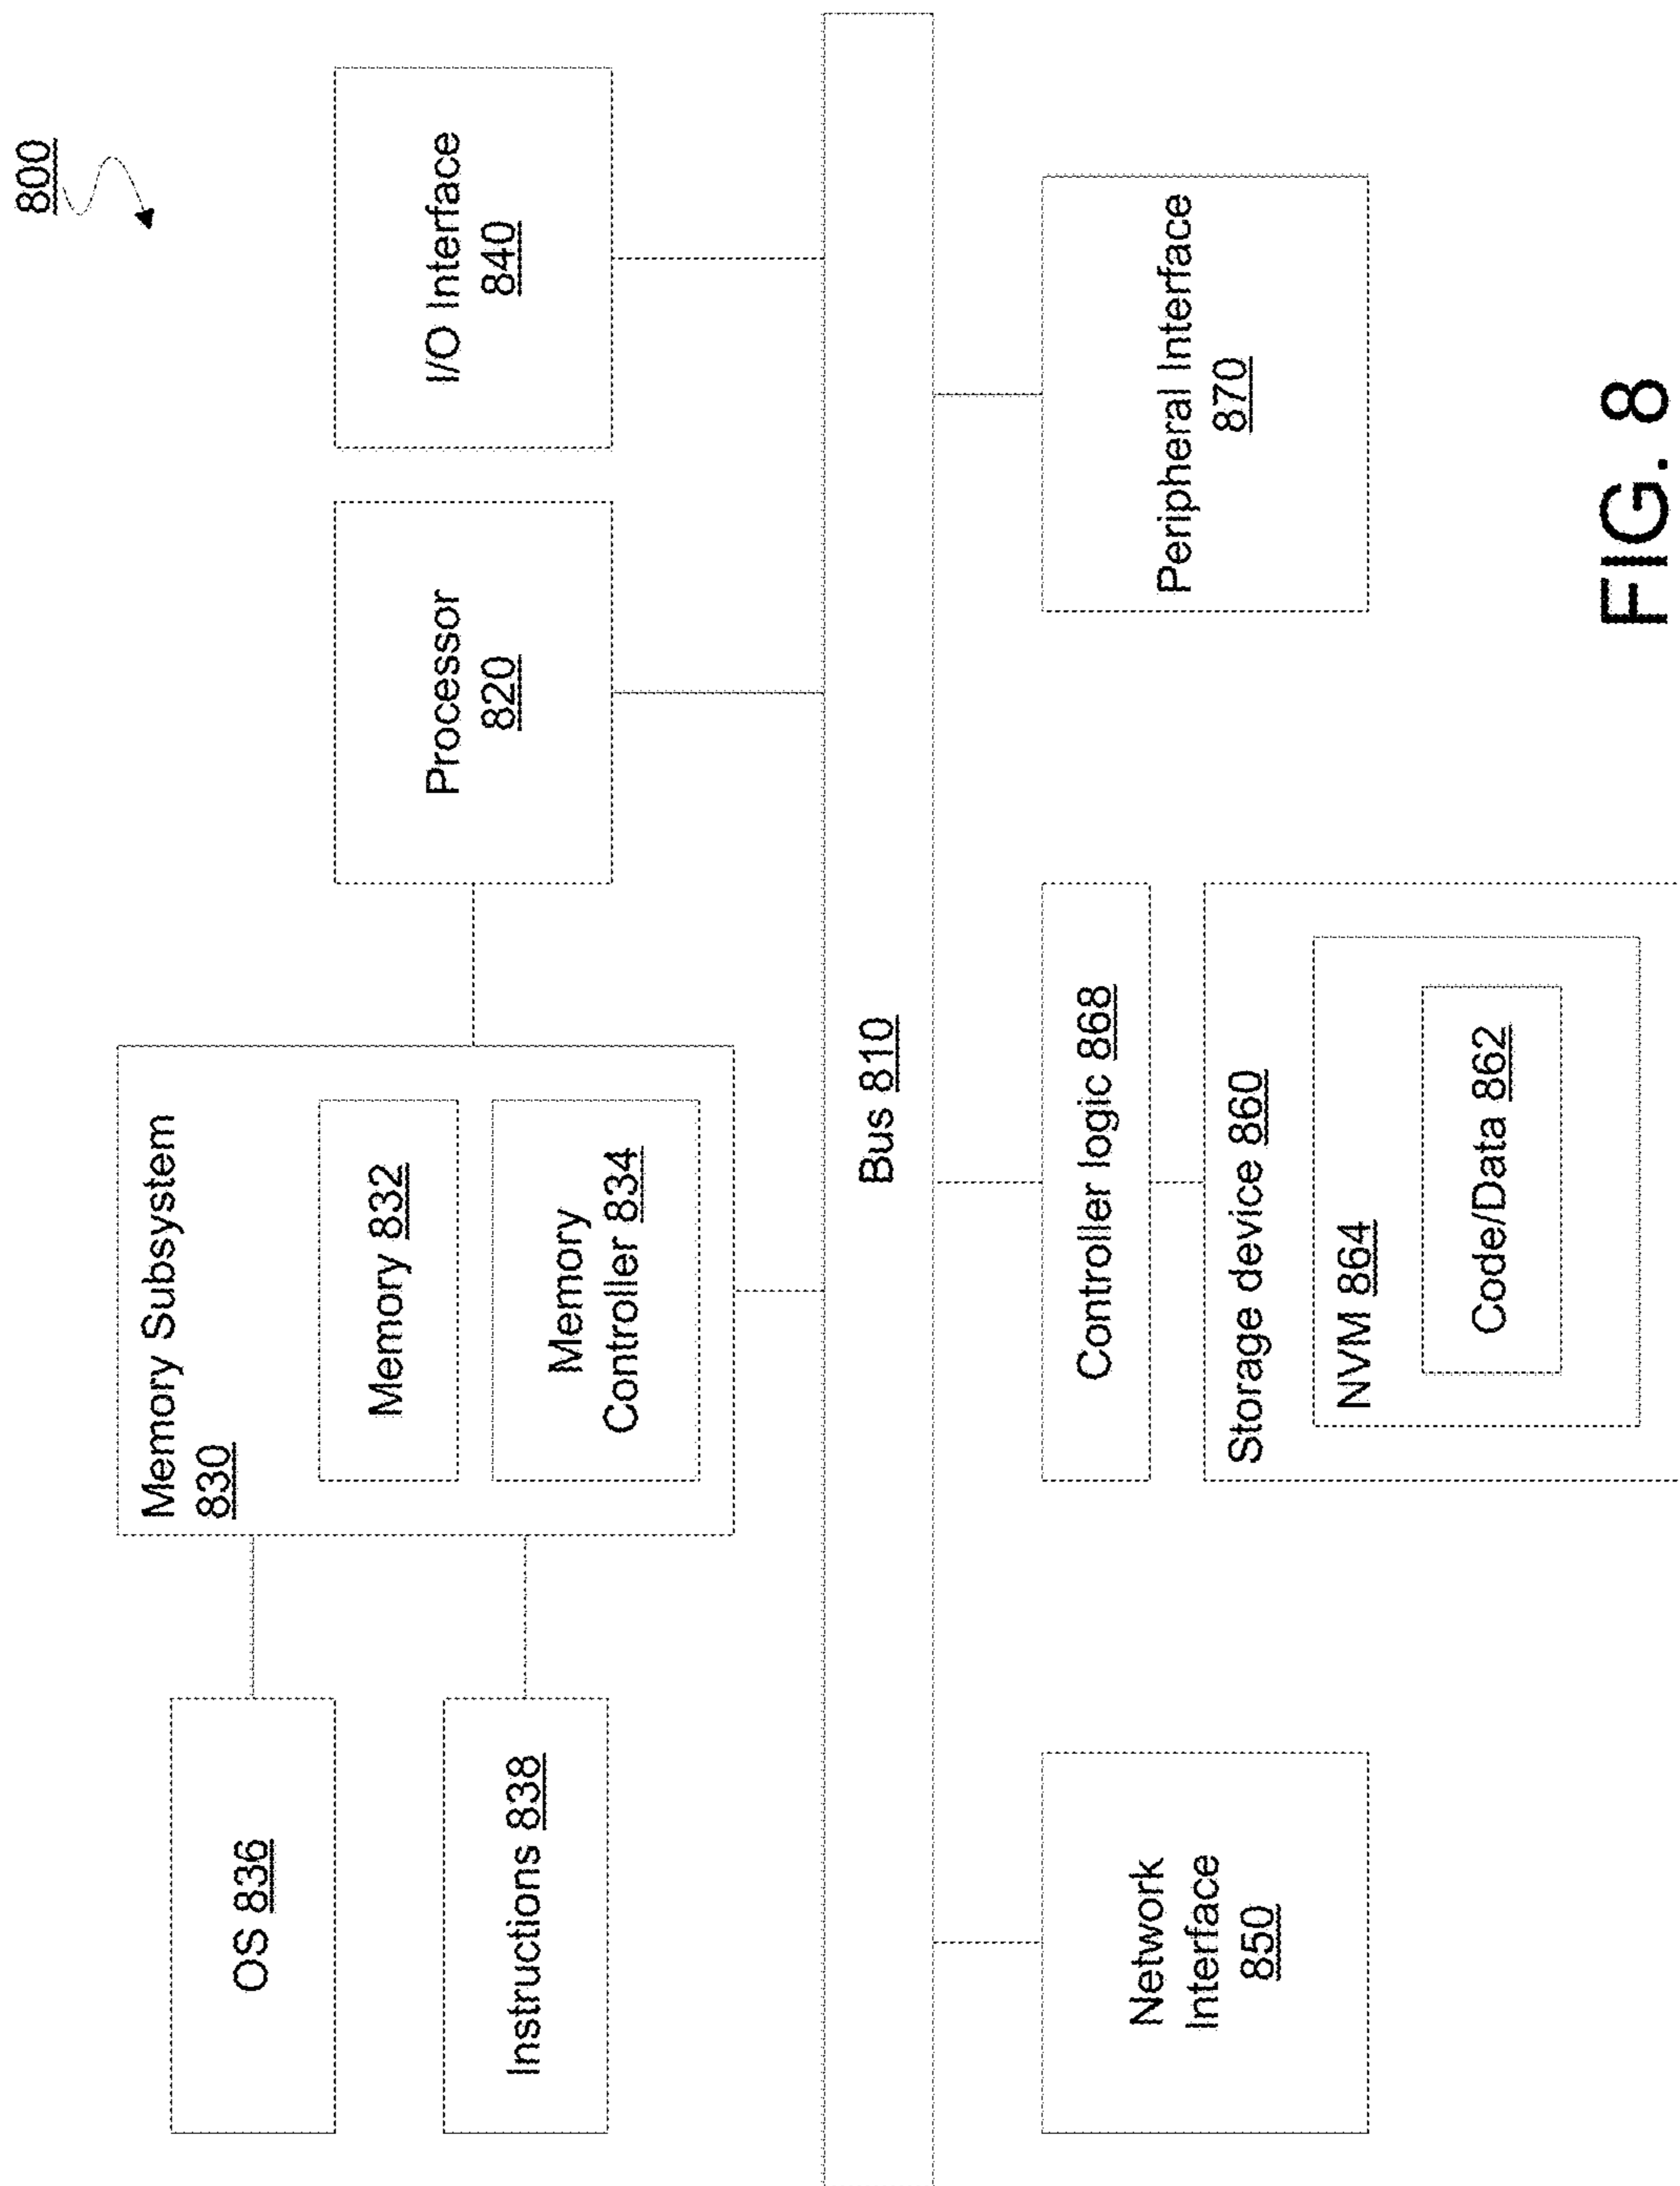 800
OS 836
Instructions 838
Memory Subsystem
830
Memory 832
Memory
Controller 834
Processor
820
I/O Interface
840
Bus 810
Network
Interface
850
Controller logic 868
Storage device 860
NVM 864
Code/Data 862
Peripheral Interface
870
FIG. 8